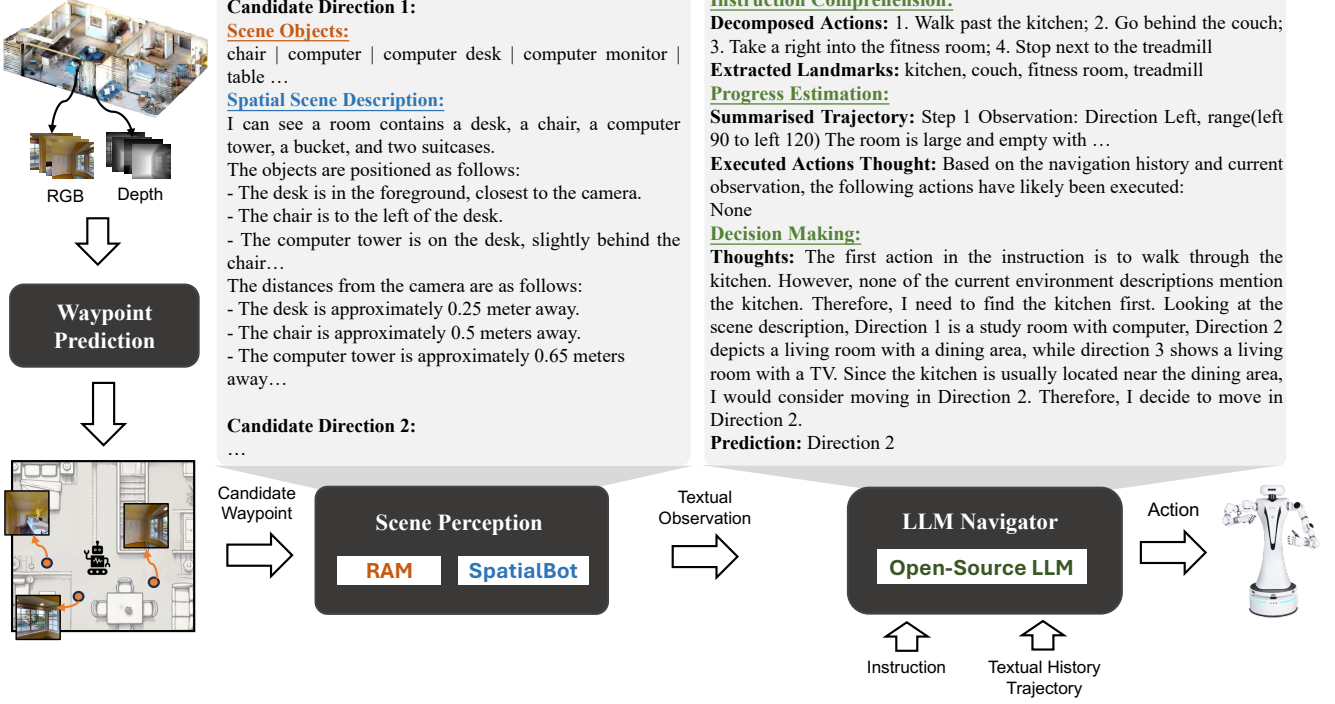 Candidate Direction 1:
Scene Objects:
chair | computer | computer desk | computer monitor |
table …
Spatial Scene Description:
I can see a room contains a desk, a chair, a computer
tower, a bucket, and two suitcases.
The objects are positioned as follows:
- The desk is in the foreground, closest to the camera.
- The chair is to the left of the desk.
- The computer tower is on the desk, slightly behind the
chair…
The distances from the camera are as follows:
- The desk is approximately 0.25 meter away.
- The chair is approximately 0.5 meters away.
- The computer tower is approximately 0.65 meters
away…
Candidate Direction 2:
…
Instruction Comprehension:
Decomposed Actions: 1. Walk past the kitchen; 2. Go behind the couch;
3. Take a right into the fitness room; 4. Stop next to the treadmill
Extracted Landmarks: kitchen, couch, fitness room, treadmill
Progress Estimation:
Summarised Trajectory: Step 1 Observation: Direction Left, range(left
90 to left 120) The room is large and empty with …
Executed Actions Thought: Based on the navigation history and current
observation, the following actions have likely been executed:
None
Decision Making:
Thoughts: The first action in the instruction is to walk through the
kitchen. However, none of the current environment descriptions mention
the kitchen. Therefore, I need to find the kitchen first. Looking at the
scene description, Direction 1 is a study room with computer, Direction 2
depicts a living room with a dining area, while direction 3 shows a living
room with a TV. Since the kitchen is usually located near the dining area,
I would consider moving in Direction 2. Therefore, I decide to move in
Direction 2.
Prediction: Direction 2
RGB
Depth
Waypoint
Prediction
Candidate
Waypoint
Scene Perception
RAM
SpatialBot
Textual
Observation
LLM Navigator
Open-Source LLM
Action
Instruction
Textual History
Trajectory